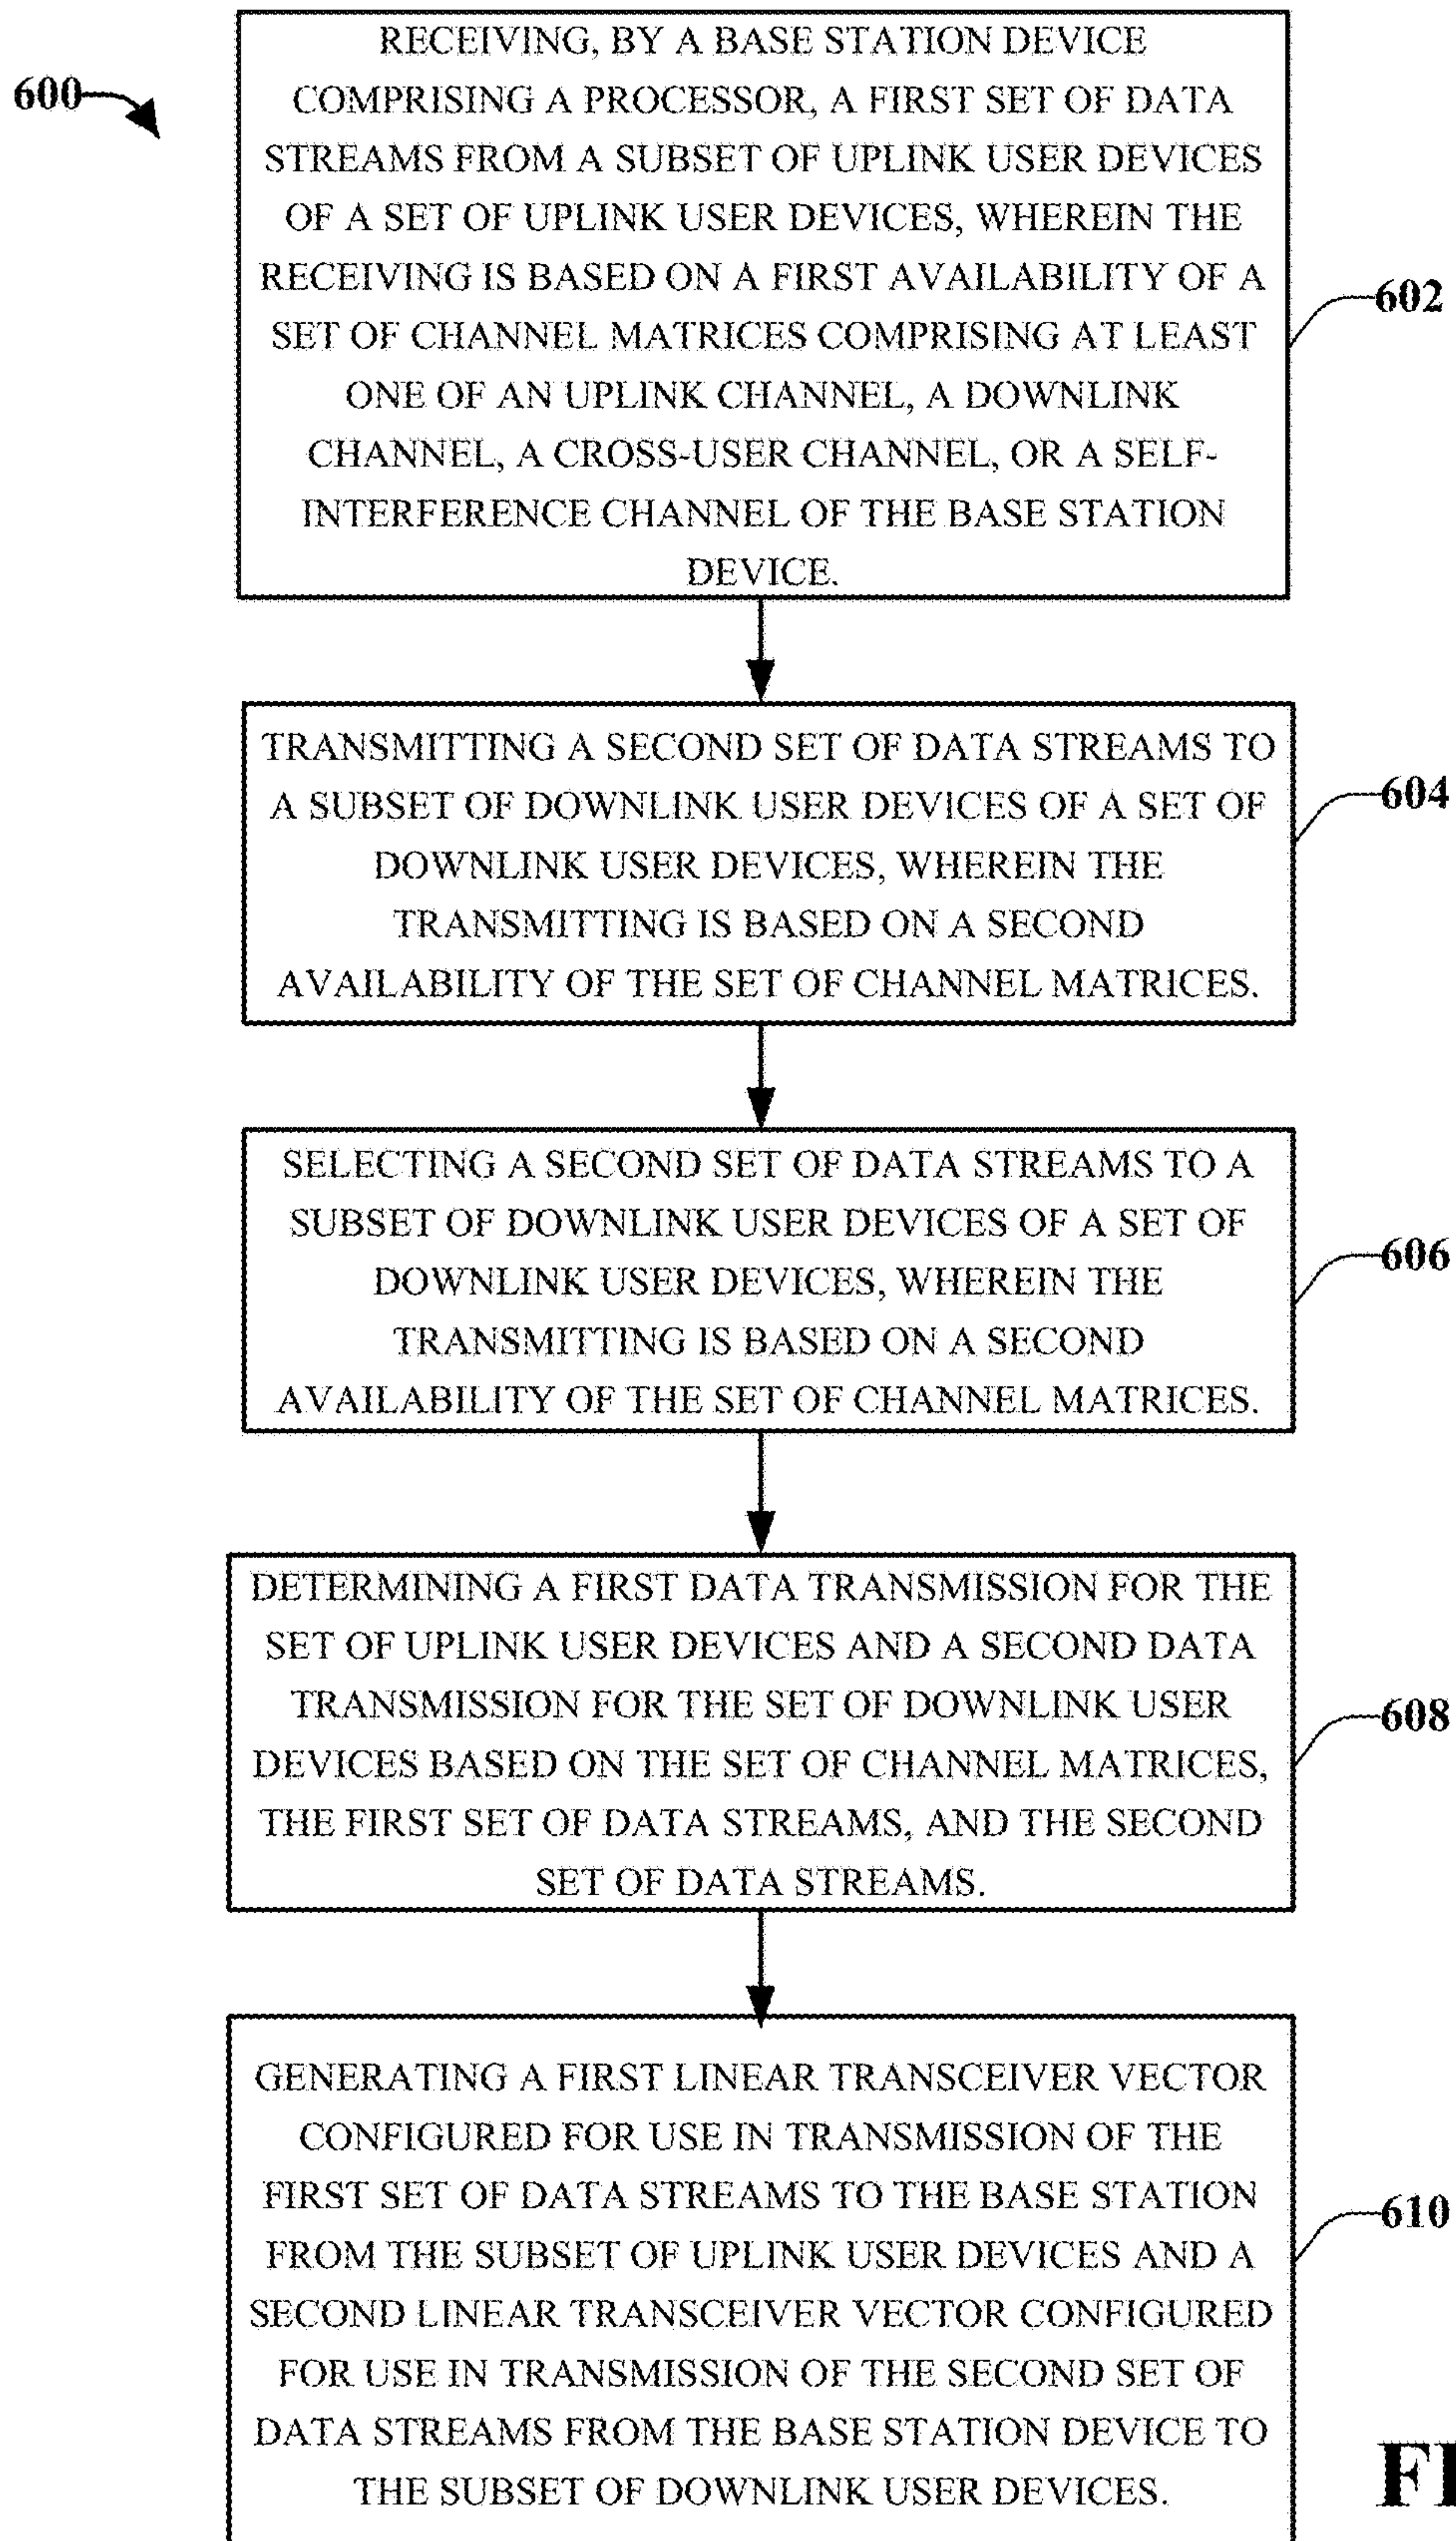 600
RECEIVING, BY A BASE STATION DEVICE
COMPRISING A PROCESSOR, A FIRST SET OF DATA
STREAMS FROM A SUBSET OF UPLINK USER DEVICES
OF A SET OF UPLINK USER DEVICES, WHEREIN THE
RECEIVING IS BASED ON A FIRST AVAILABILITY OF A
SET OF CHANNEL MATRICES COMPRISING AT LEAST
ONE OF AN UPLINK CHANNEL, A DOWNLINK
CHANNEL, A CROSS-USER CHANNEL, OR A SELF-
INTERFERENCE CHANNEL OF THE BASE STATION
DEVICE.
602
TRANSMITTING A SECOND SET OF DATA STREAMS TO
A SUBSET OF DOWNLINK USER DEVICES OF A SET OF
DOWNLINK USER DEVICES, WHEREIN THE
TRANSMITTING IS BASED ON A SECOND
AVAILABILITY OF THE SET OF CHANNEL MATRICES.
604
SELECTING A SECOND SET OF DATA STREAMS TO A
SUBSET OF DOWNLINK USER DEVICES OF A SET OF
DOWNLINK USER DEVICES, WHEREIN THE
TRANSMITTING IS BASED ON A SECOND
AVAILABILITY OF THE SET OF CHANNEL MATRICES.
606
DETERMINING A FIRST DATA TRANSMISSION FOR THE
SET OF UPLINK USER DEVICES AND A SECOND DATA
TRANSMISSION FOR THE SET OF DOWNLINK USER
DEVICES BASED ON THE SET OF CHANNEL MATRICES,
THE FIRST SET OF DATA STREAMS, AND THE SECOND
SET OF DATA STREAMS.
608
GENERATING A FIRST LINEAR TRANSCEIVER VECTOR
CONFIGURED FOR USE IN TRANSMISSION OF THE
FIRST SET OF DATA STREAMS TO THE BASE STATION
FROM THE SUBSET OF UPLINK USER DEVICES AND A
SECOND LINEAR TRANSCEIVER VECTOR CONFIGURED
FOR USE IN TRANSMISSION OF THE SECOND SET OF
DATA STREAMS FROM THE BASE STATION DEVICE TO
THE SUBSET OF DOWNLINK USER DEVICES.
610